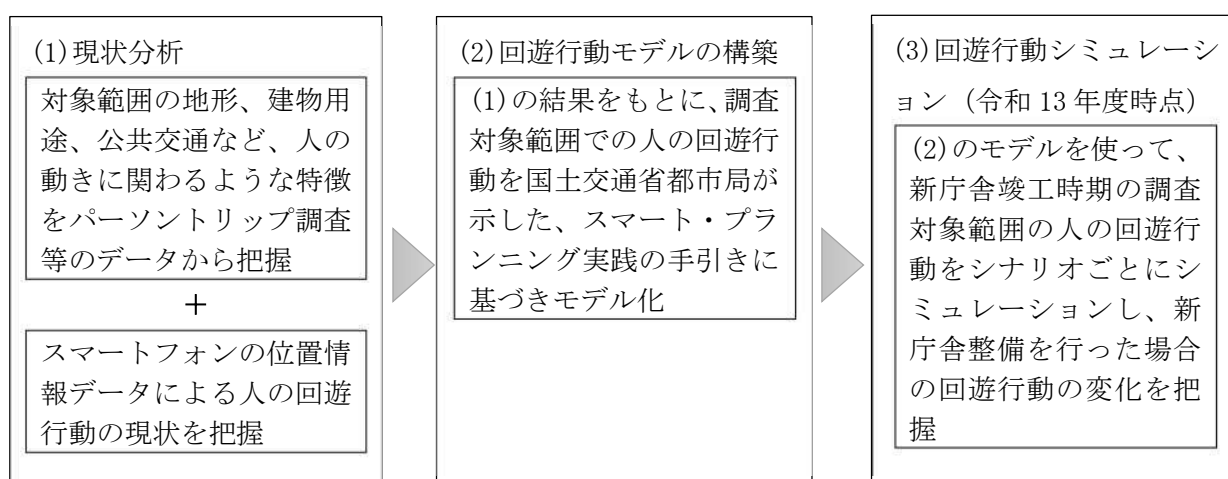 (1)現状分析
対象範囲の地形、建物用
途、公共交通など、人の
動きに関わるような特徴
をパーソントリップ調査
等のデータから把握
＋
スマートフォンの位置情
報データによる人の回遊
行動の現状を把握
(2)回遊行動モデルの構築
(1)の結果をもとに、調査
対象範囲での人の回遊行
動を国土交通省都市局が
示した、スマート・プラ
ンニング実践の手引きに
基づきモデル化
(3)回遊行動シミュレーシ
ョン（令和 13 年度時点）
(2)のモデルを使って、
新庁舎竣工時期の調査
対象範囲の人の回遊行
動をシナリオごとにシ
ミュレーションし、新
庁舎整備を行った場合
の回遊行動の変化を把
握